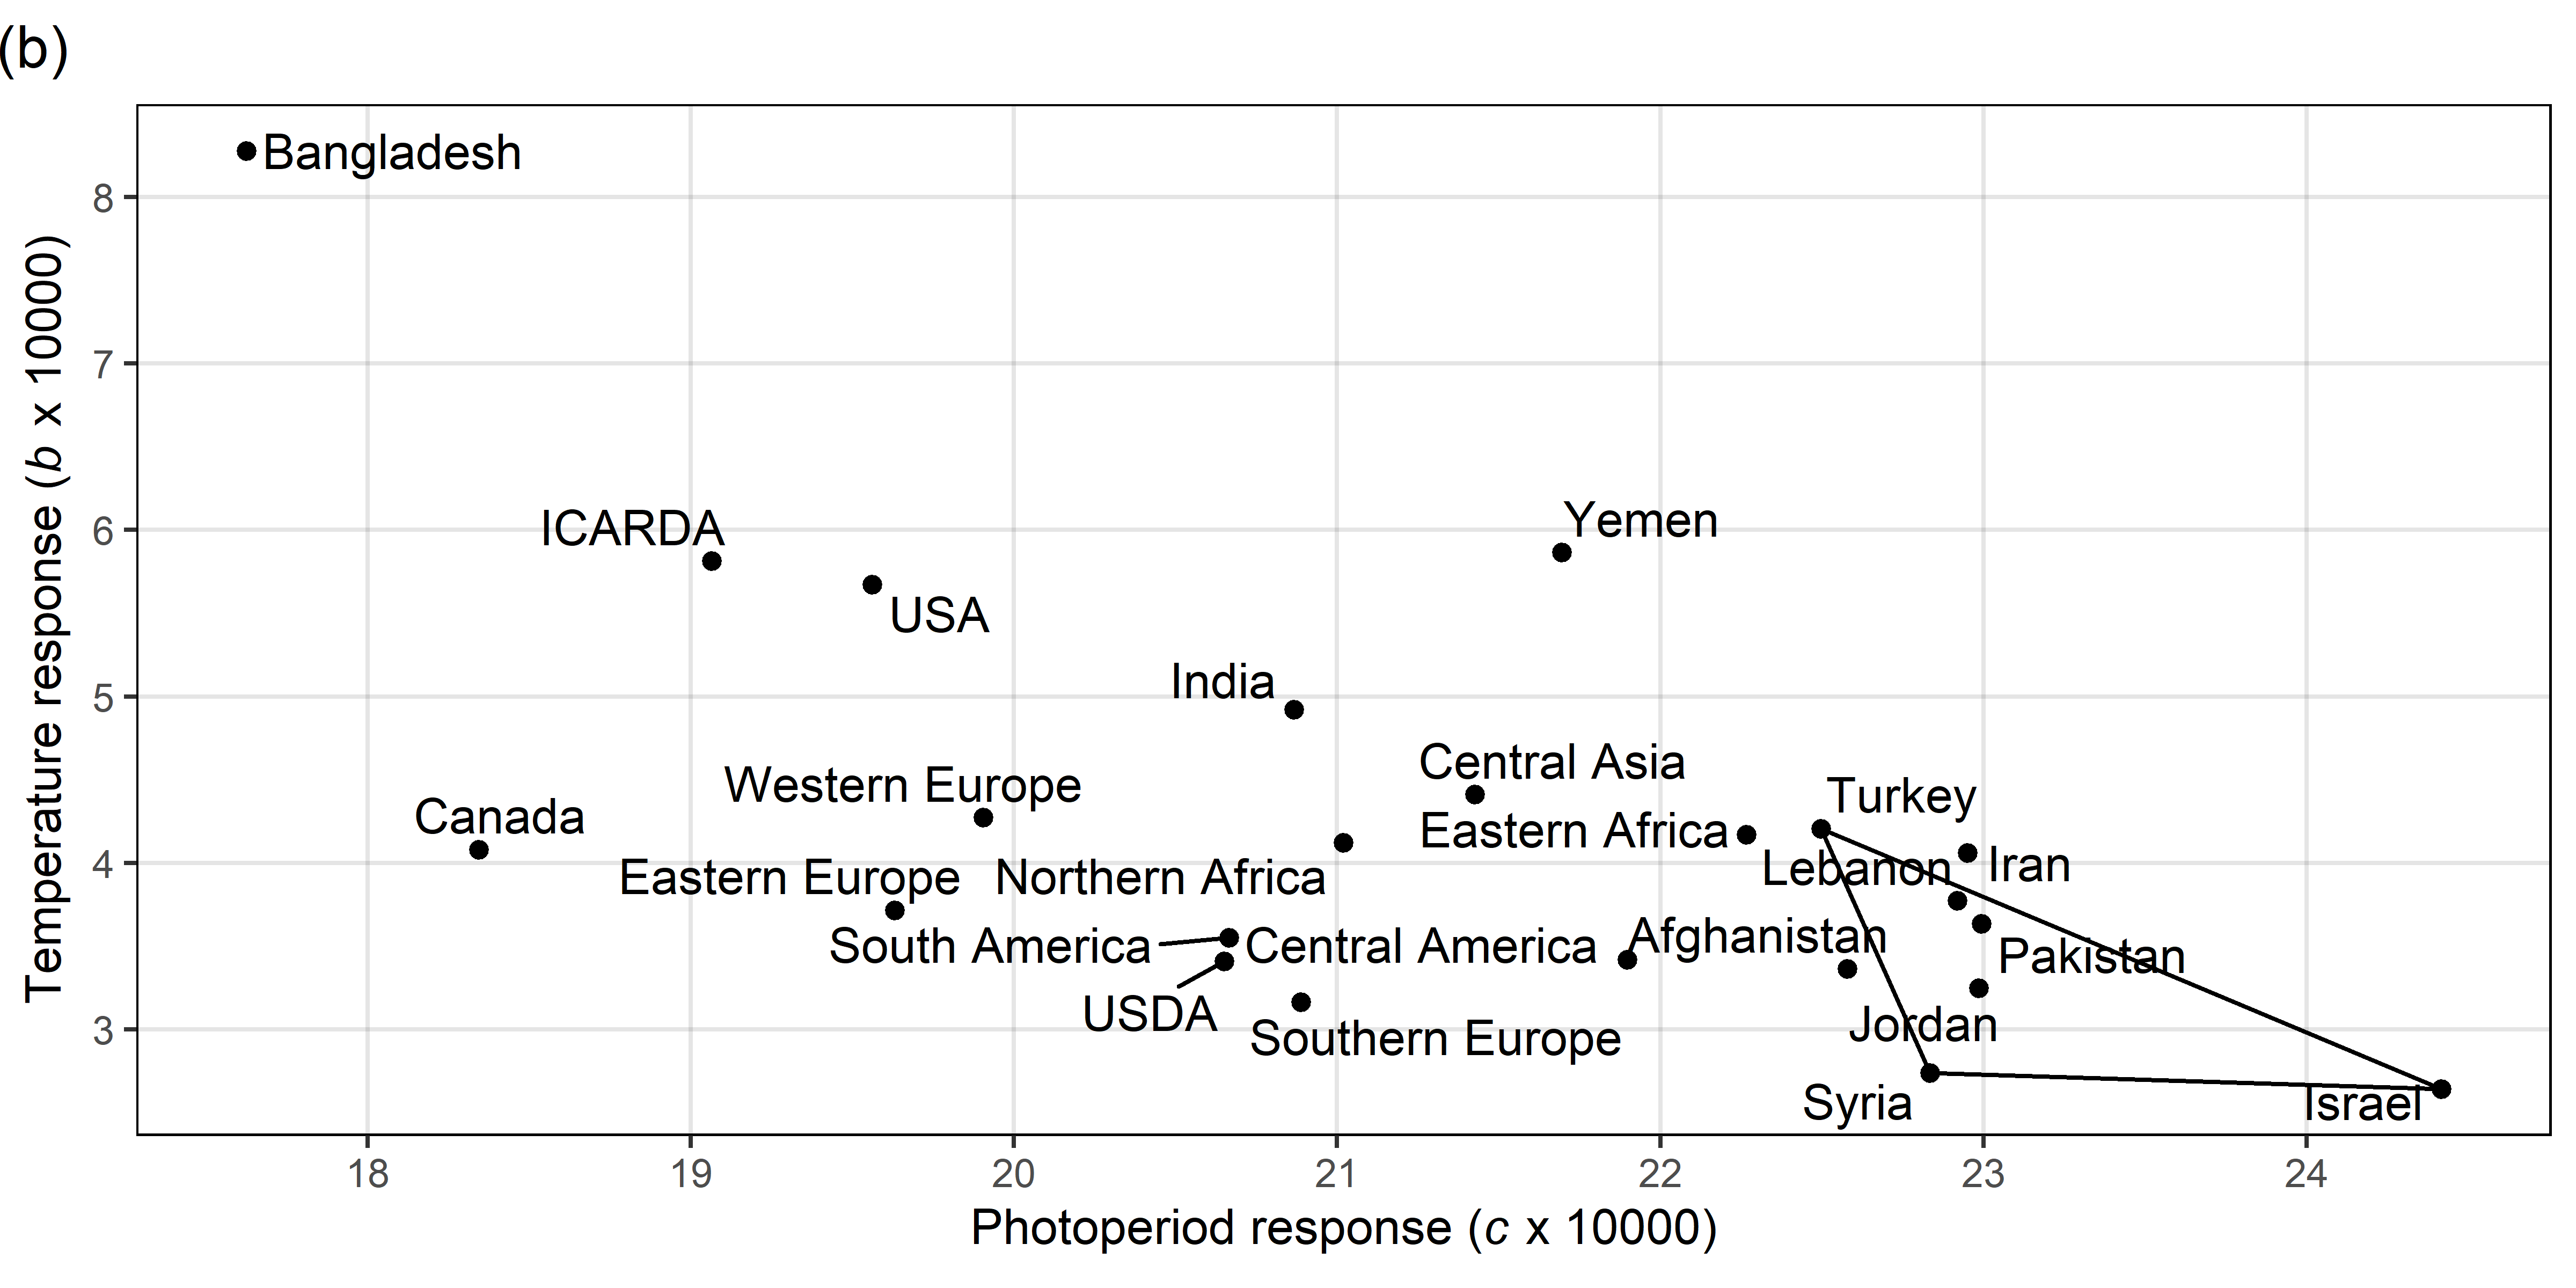 (b)
Bangladesh
8
7
6
5
4
3
Temperature response (b x 10000)
ICARDA
Yemen
USA
India
Central Asia
Western Europe
Turkey
Canada
Eastern Africa
Lebanon
Iran
Eastern Europe
Northern Africa
South America
Central America
Afghanistan
Pakistan
USDA
Southern Europe
Jordan
Syria
Israel
18
19
20
21
22
23
24
Photoperiod response (c x 10000)